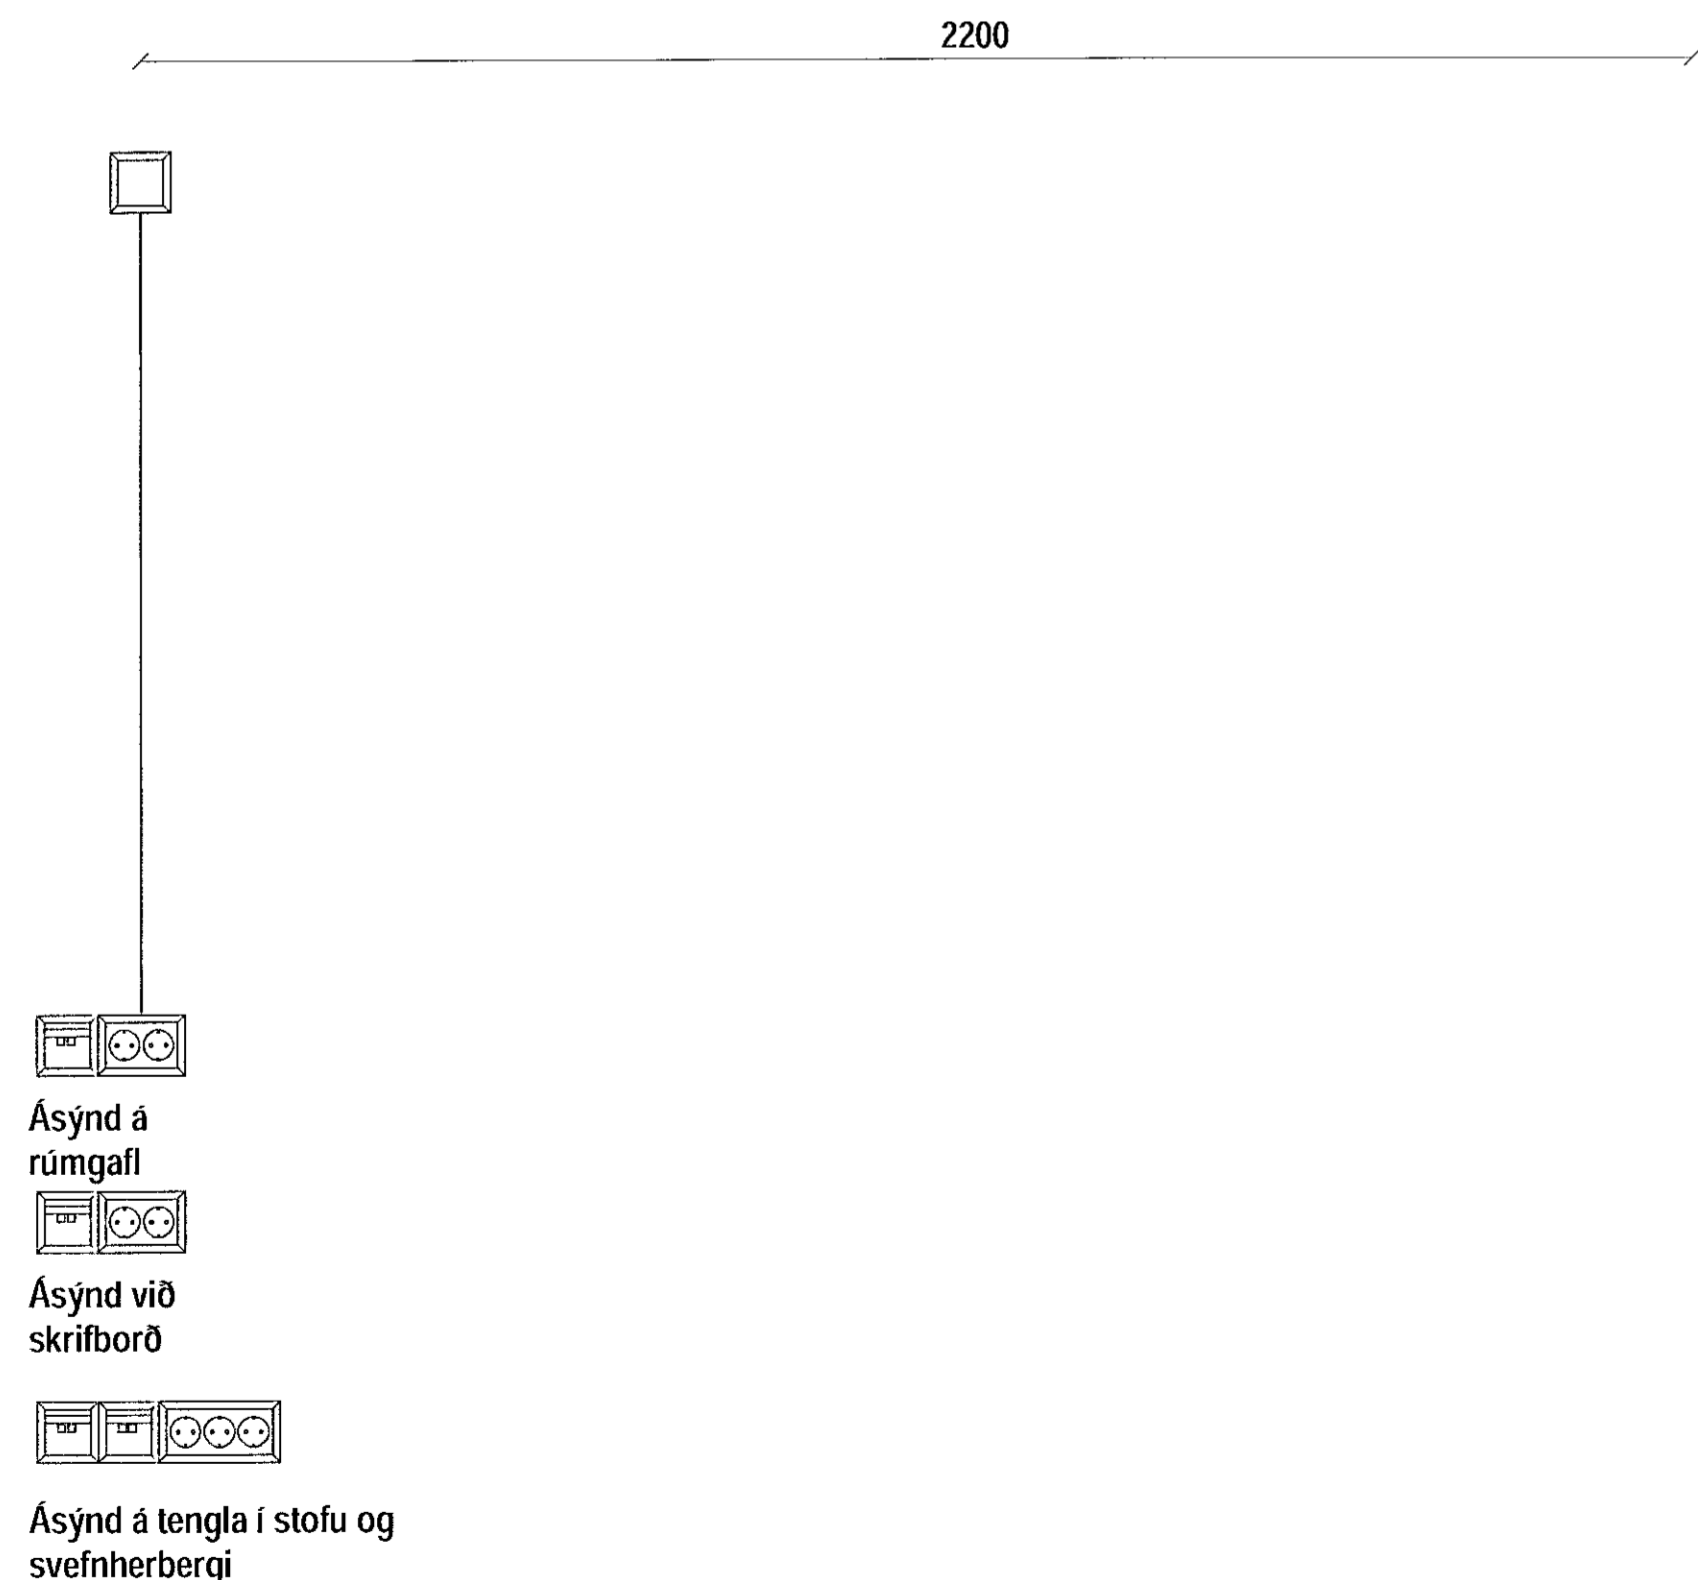 2200
Ásýnd á
rúmgafl
Ásýnd við
skrifborð
Ásýnd á tengla í stofu og
svefnherbergi